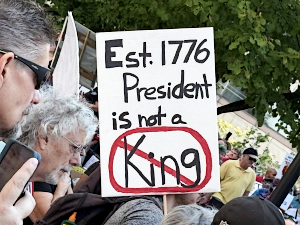 Est. 1776
President
is not a
King